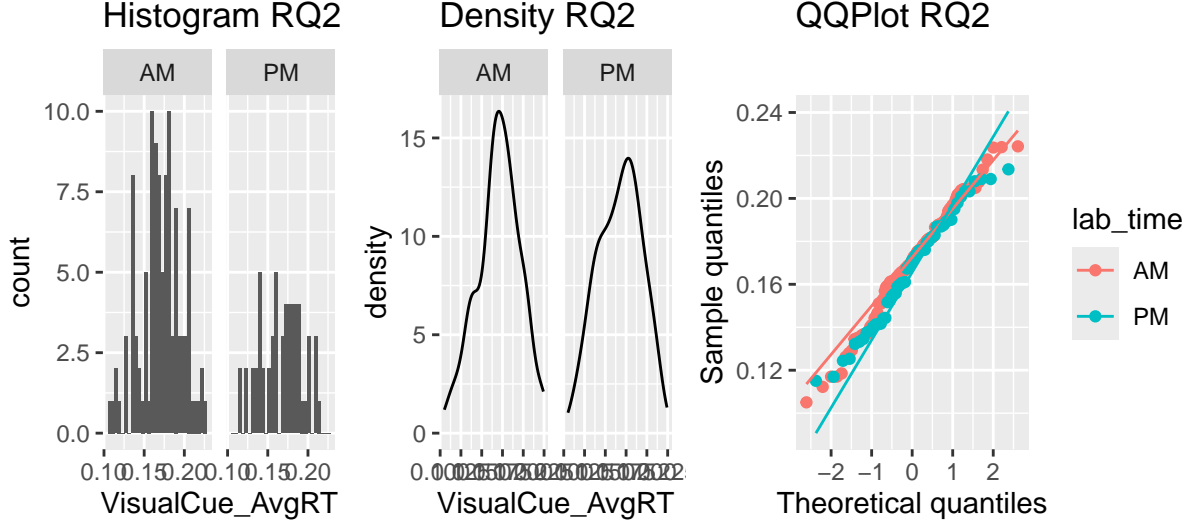 Histogram RQ2
AM PM
10.0
7.5
5.0
2.5
0.0
0.10 0.15 0.20 0.10 0.15 0.20
count
VisualCue_AvgRT
Density RQ2
AM PM
15
10
5
0
density
VisualCue_AvgRT
QQPlot RQ2
0.24
0.20
0.16
0.12
−2 −1 0 1 2
Sample quantiles
Theoretical quantiles
lab_time
AM
PM